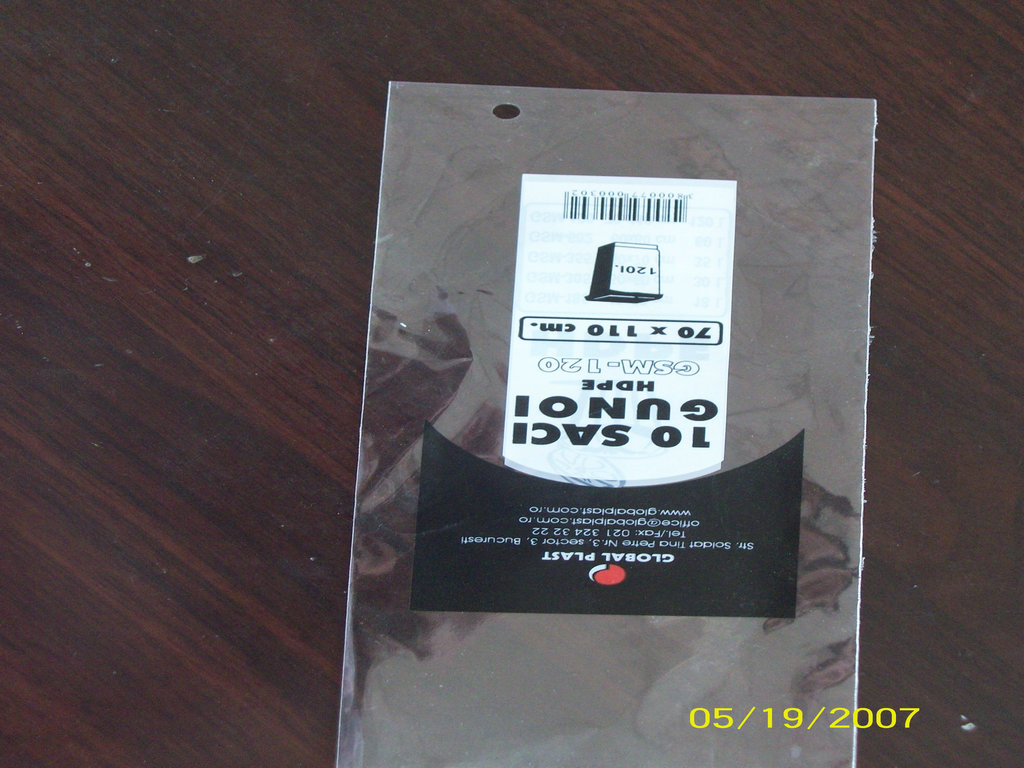 GLOBAL PLAST
Str. Soldat Tina Petre Nr.3, sector 3, Bucuresti
Tel./Fax: 021 324 32 22
office@globalplast.com.ro
www.globalplast.com.ro
10 SACI
GUNOI
HDPE
GSM-120
70 x 110 cm.
120l.
05/19/2007